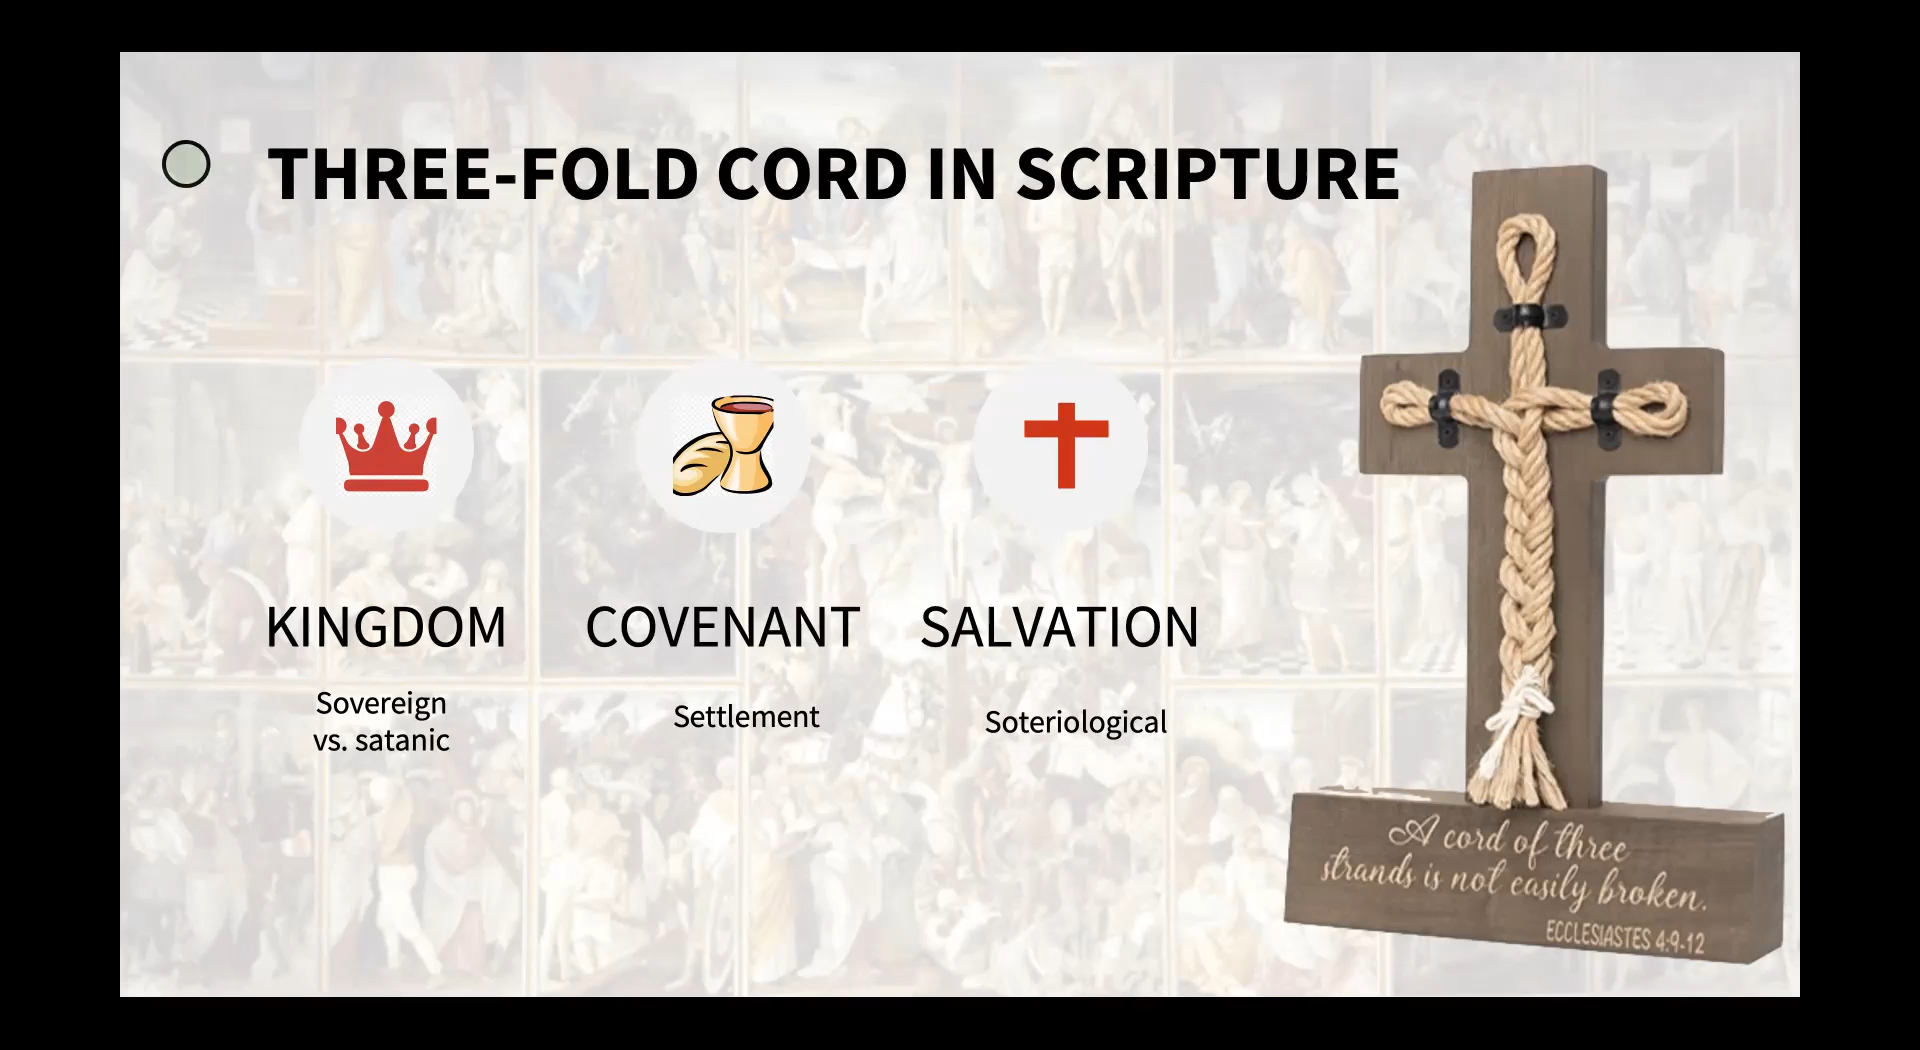 THREE-FOLD CORD IN SCRIPTURE
KINGDOM
Sovereign
vs. satanic
COVENANT
Settlement
SALVATION
Soteriological
A cord of three
strands is not easily broken.
ECCLESIASTES 4:9-12